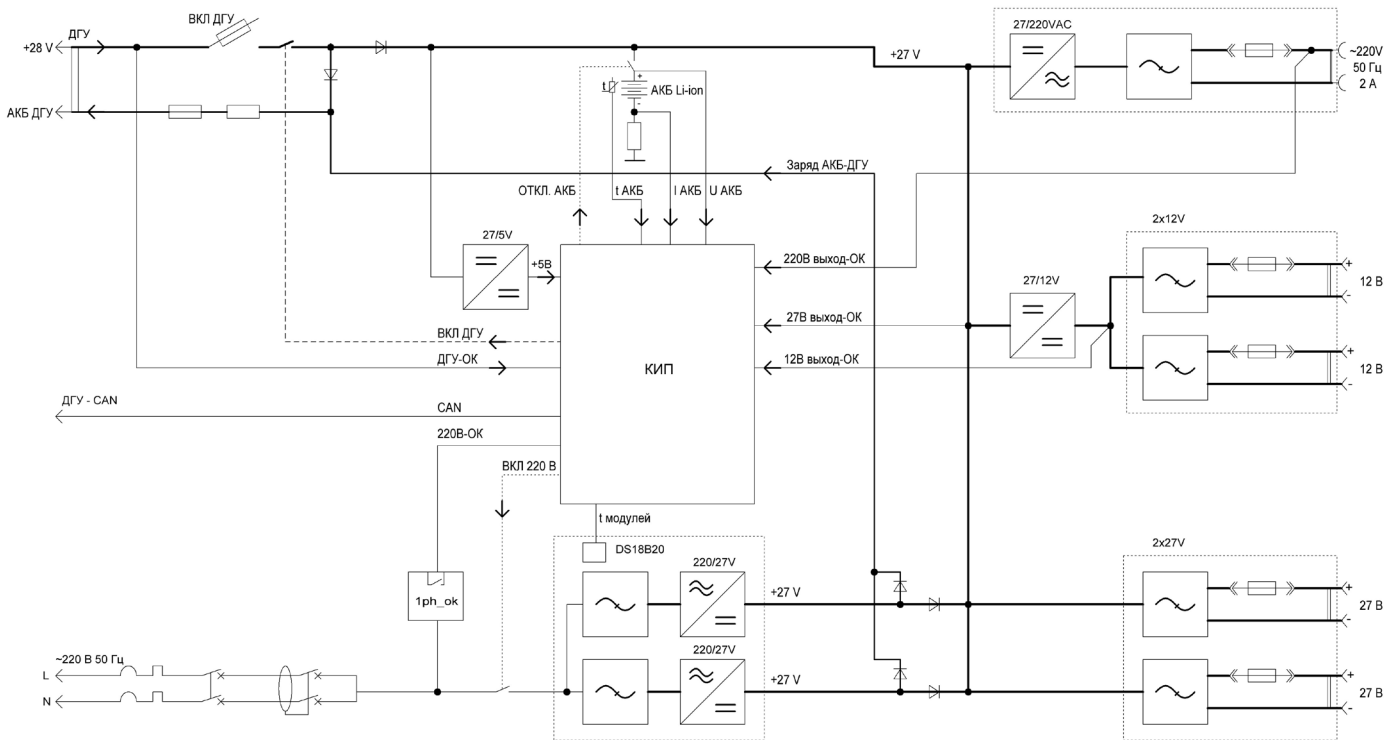 ВКЛ ДГУ
ДГУ
+28 V
АКБ ДГУ
+27 V
27/220VAC
~220V
50 Гц
2 А
t
+
АКБ Li-ion
-
Заряд АКБ-ДГУ
ОТКЛ. АКБ
t АКБ
I АКБ
U АКБ
27/5V
+5В
220В выход-ОК
27В выход-ОК
12В выход-ОК
ВКЛ ДГУ
ДГУ-ОК
КИП
27/12V
2x12V
+
12 В
-
+
12 В
-
ДГУ - CAN
CAN
220В-ОК
ВКЛ 220 В
t модулей
DS18B20
1ph_ok
220/27V
+27 V
220/27V
+27 V
2x27V
+
27 В
-
+
27 В
-
~220 В 50 Гц
L
N